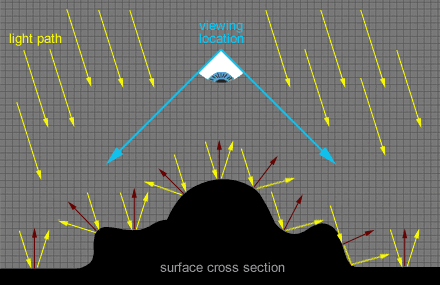 viewing
location
light path
surface cross section